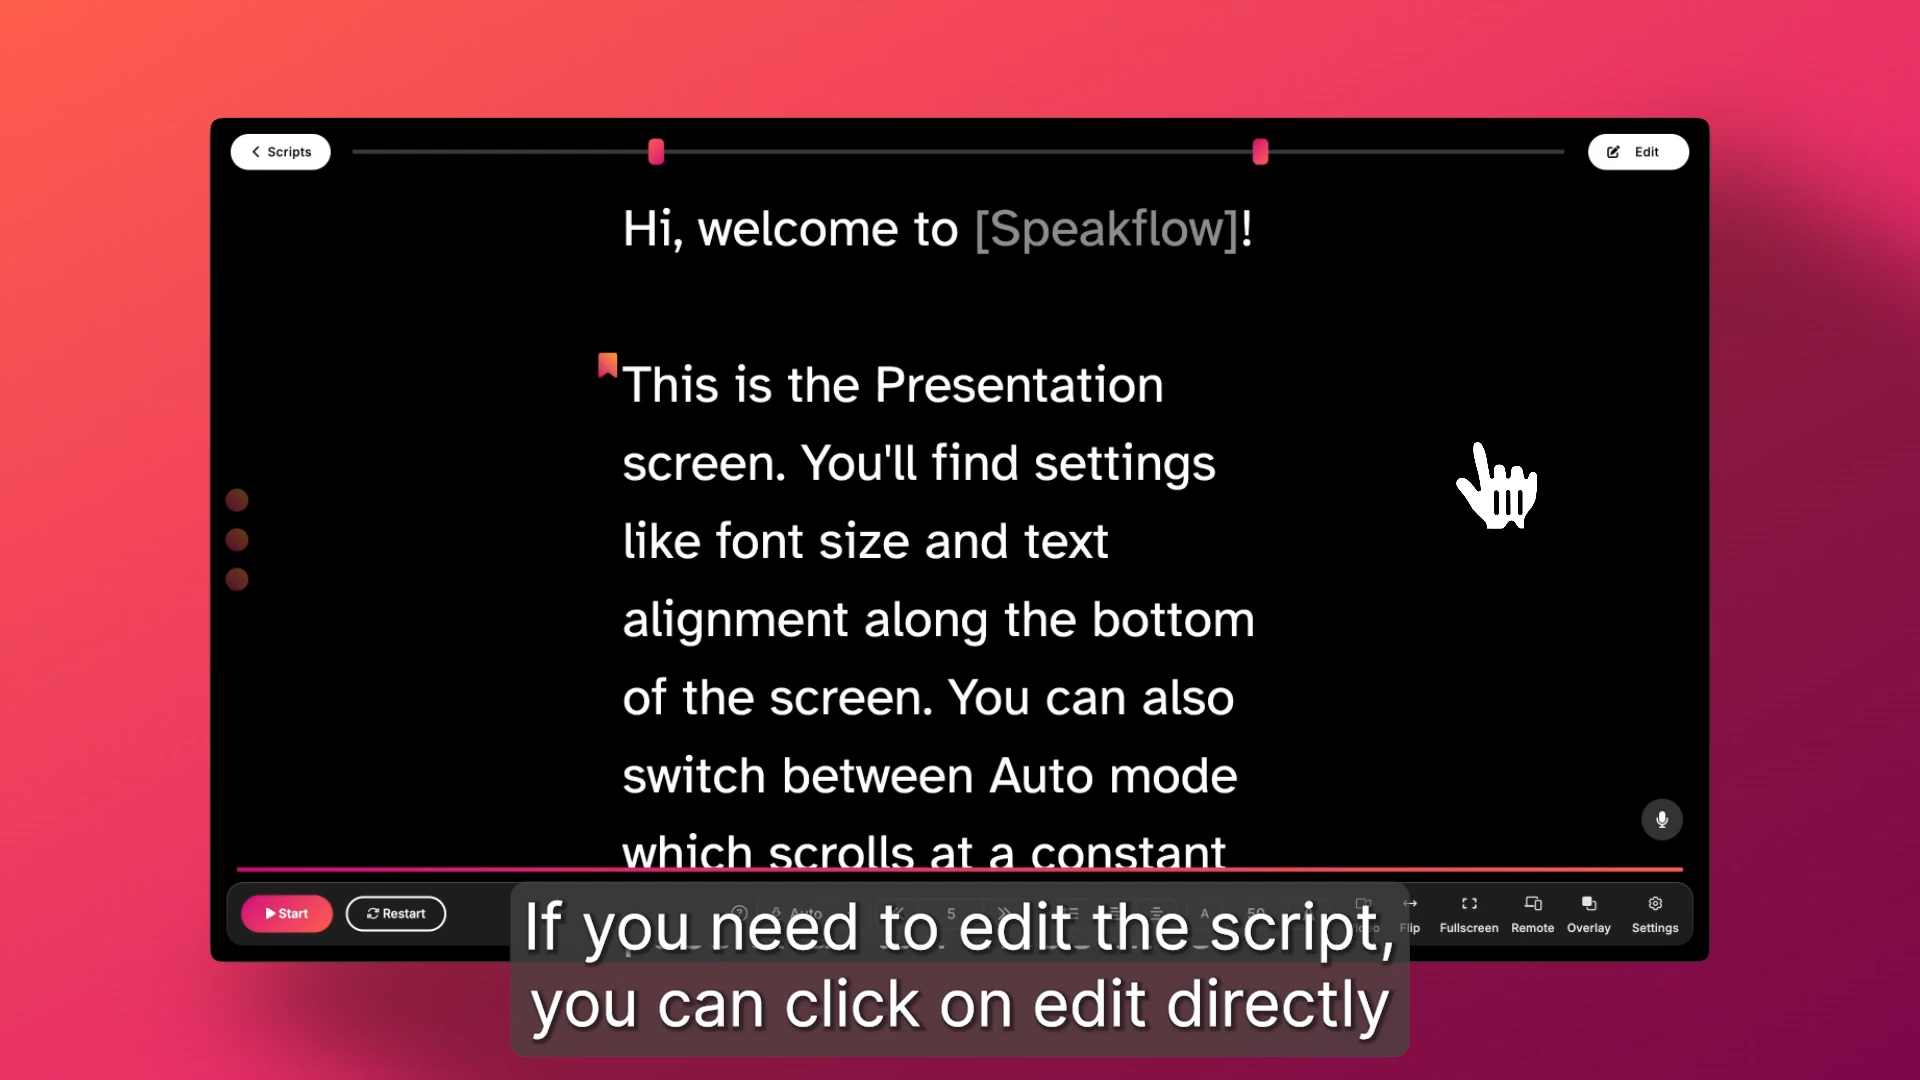 Scripts
Edit
Hi, welcome to [Speakflow]!
This is the Presentation
screen. You'll find settings
like font size and text
alignment along the bottom
of the screen. You can also
switch between Auto mode
which scrolls at a constant
Start
Restart
Auto
5
A
50
Flip
Fullscreen
Remote
Overlay
Settings
If you need to edit the script,
you can click on edit directly